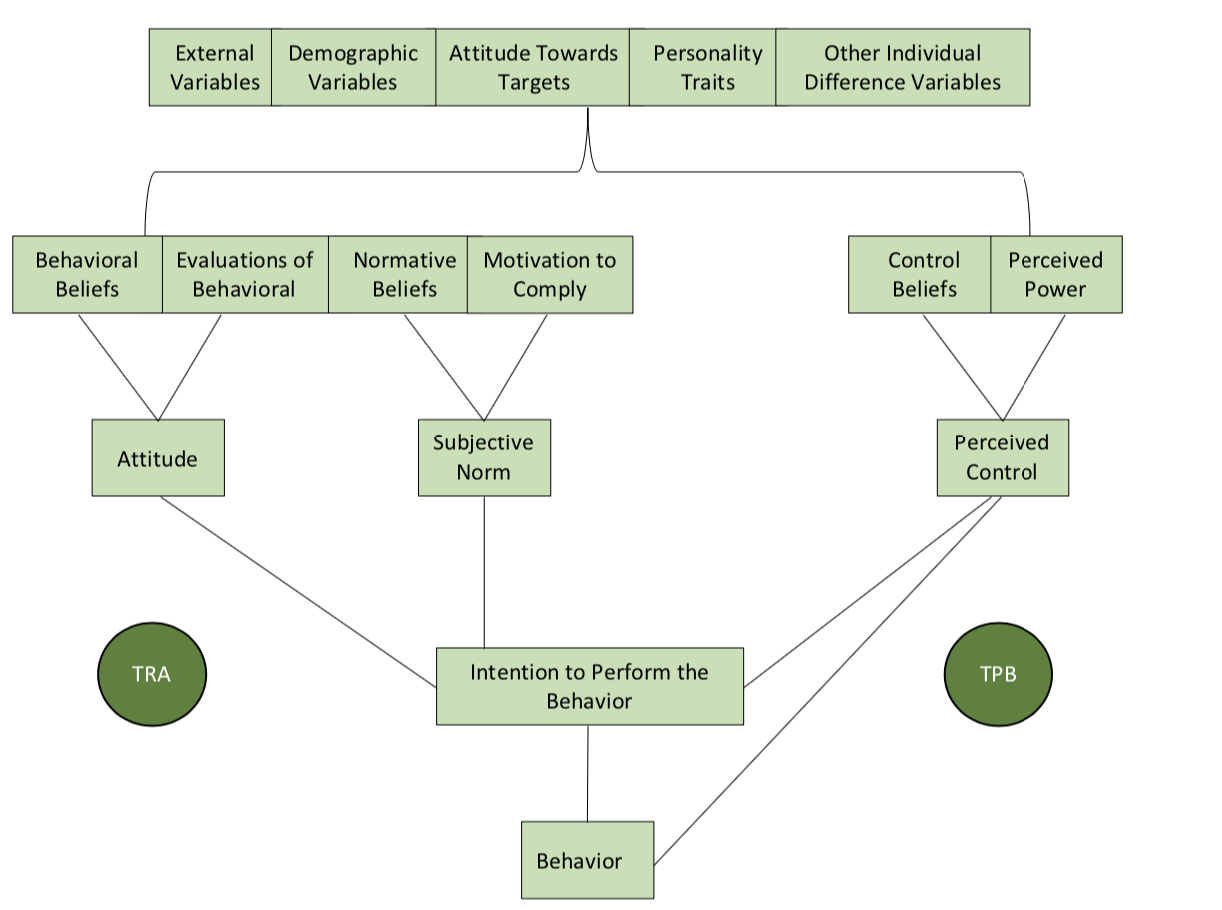 External
Variables
Demographic
Variables
Attitude Towards
Targets
Personality
Traits
Other Individual
Difference Variables
Behavioral
Beliefs
Evaluations of
Behavioral
Normative
Beliefs
Motivation to
Comply
Control
Beliefs
Perceived
Power
Attitude
Subjective
Norm
Perceived
Control
TRA
Intention to Perform the
Behavior
TPB
Behavior